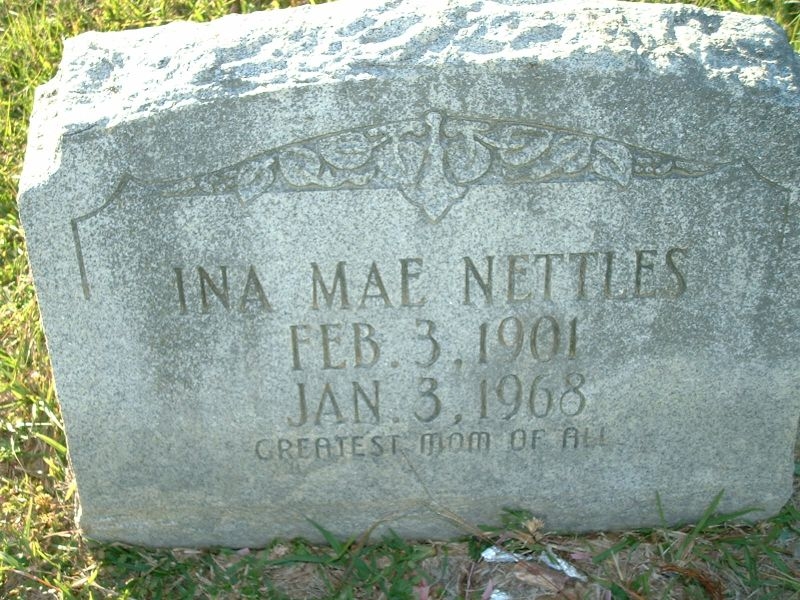 INA MAE NETTLES
FEB. 3, 1901
JAN. 3, 1968
GREATEST MOM OF ALL